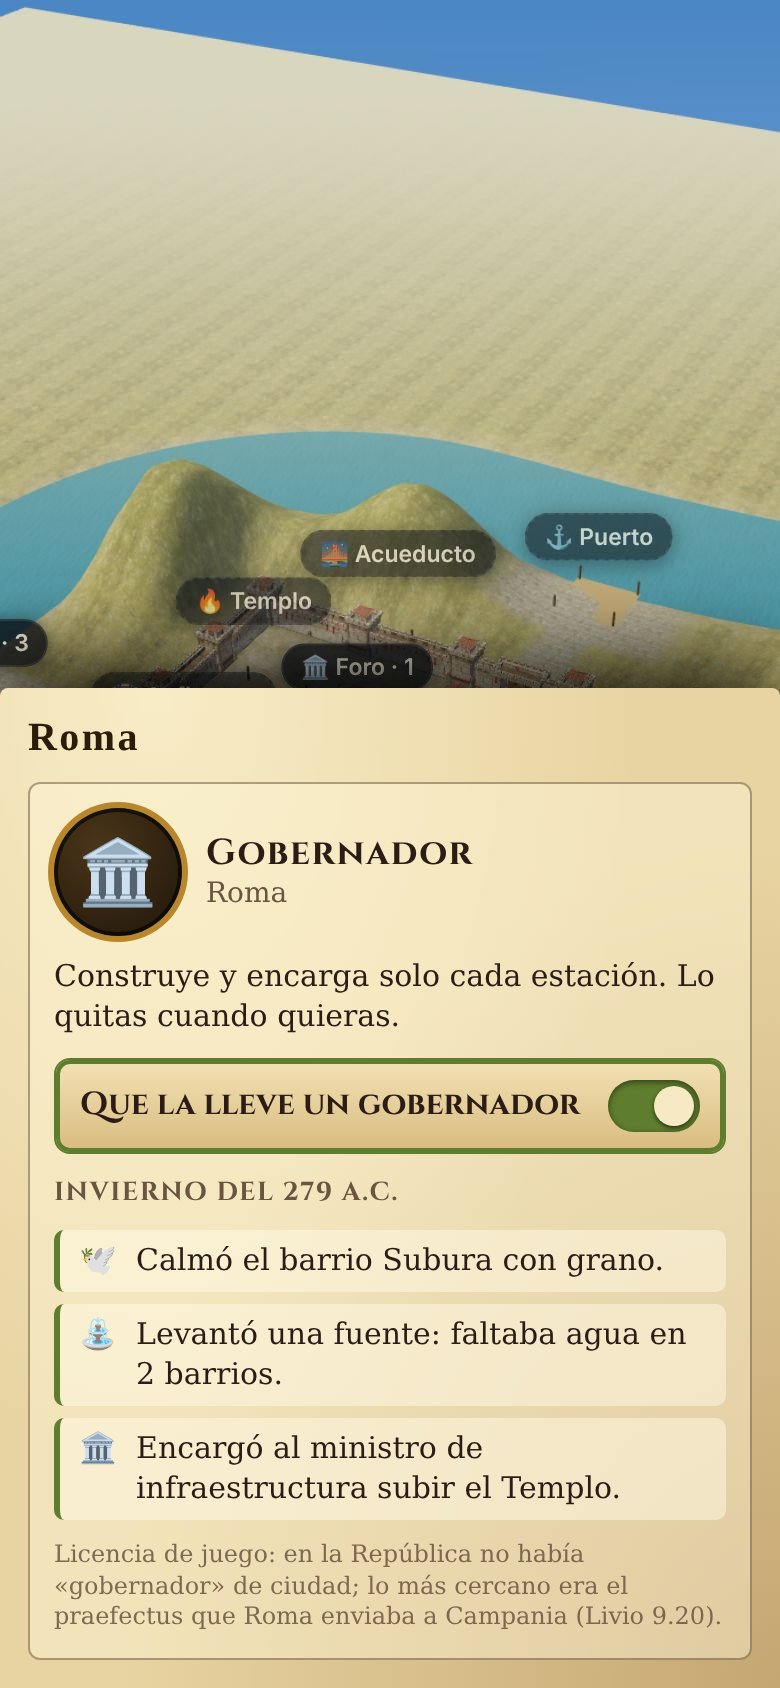 Puerto
Acueducto
Templo
· 3
Foro · 1
Roma
GOBERNADOR
Roma
Construye y encarga solo cada estación. Lo
quitas cuando quieras.
QUE LA LLEVE UN GOBERNADOR
INVIERNO DEL 279 A.C.
Calmó el barrio Subura con grano.
Levantó una fuente: faltaba agua en
2 barrios.
Encargó al ministro de
infraestructura subir el Templo.
Licencia de juego: en la República no había
«gobernador» de ciudad; lo más cercano era el
praefectus que Roma enviaba a Campania (Livio 9.20).